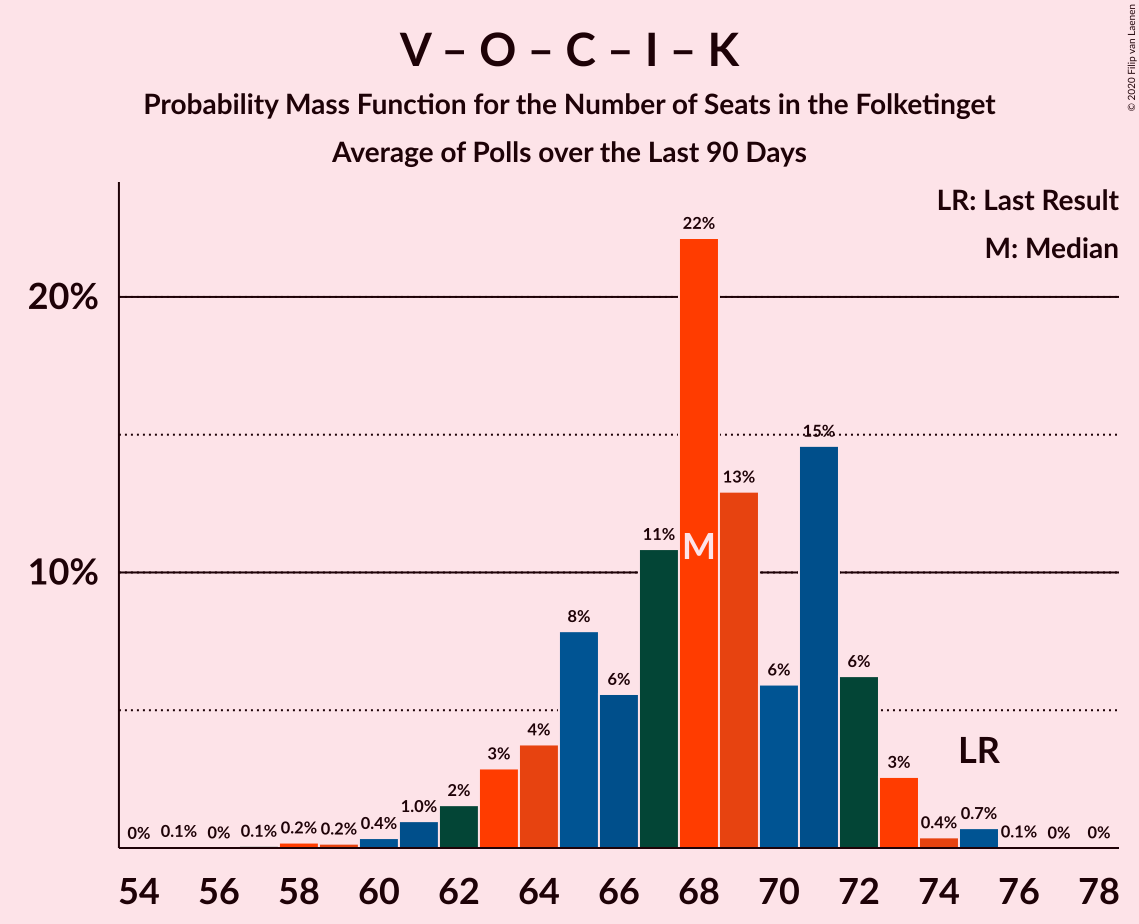 V – O – C – I – K
Probability Mass Function for the Number of Seats in the Folketinget
Average of Polls over the Last 90 Days
© 2020 Filip van Laenen
LR: Last Result
M: Median
20%
10%
0% 0.1% 0% 0.1% 0.2% 0.2% 0.4% 1.0% 2% 3% 4% 8% 6% 11% 22% 13% 6% 15% 6% 3% 0.4% 0.7% 0.1% 0% 0%
M
LR
54 56 58 60 62 64 66 68 70 72 74 76 78